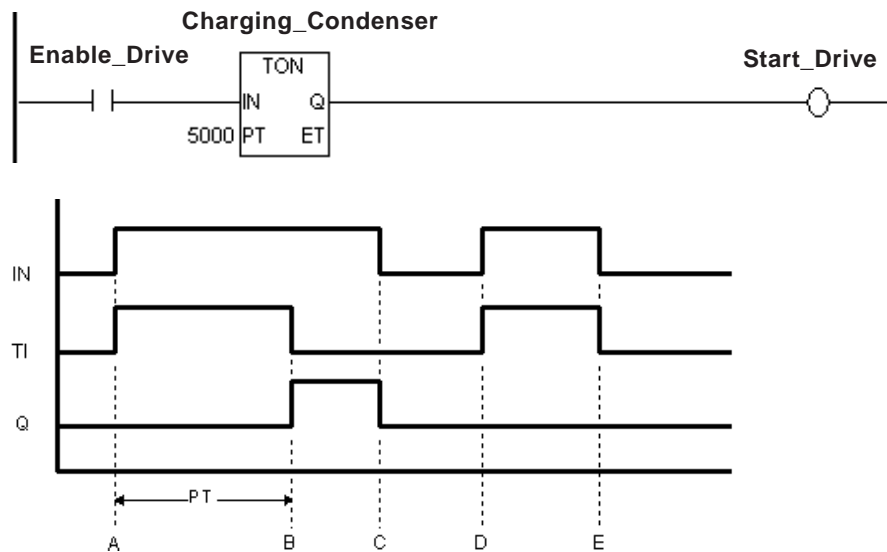 Charging_Condenser
Enable_Drive
TON
Start_Drive
IN Q
5000 PT ET
IN
TI
Q
PT
A B C D E